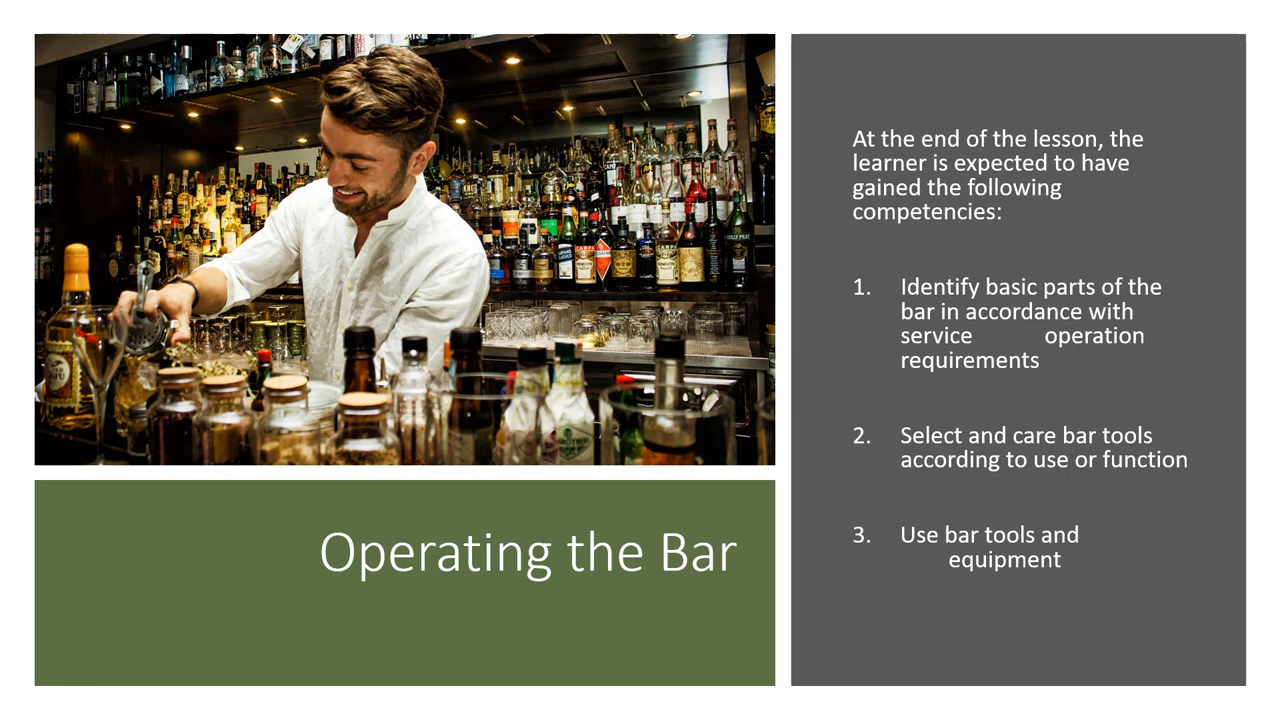 Operating the Bar
At the end of the lesson, the
learner is expected to have
gained the following
competencies:
1. Identify basic parts of the
bar in accordance with
service operation
requirements
2. Select and care bar tools
according to use or function
3. Use bar tools and
equipment